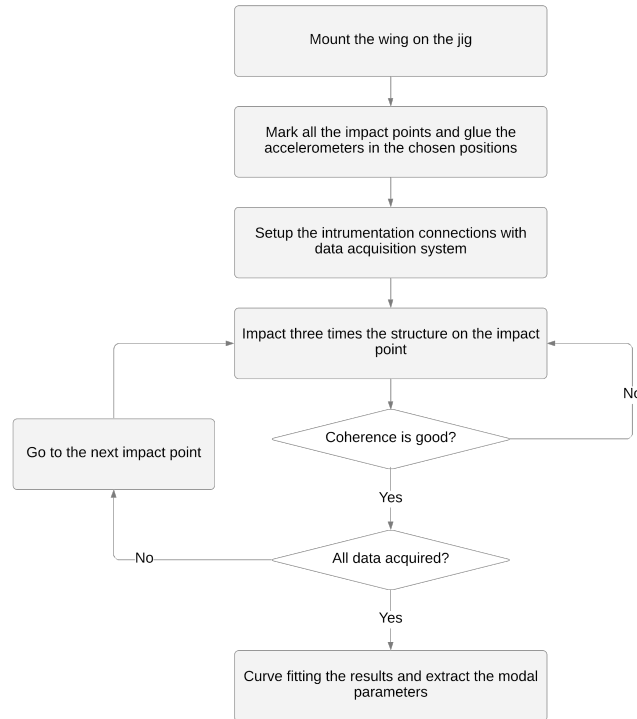 Mount the wing on the jig
Mark all the impact points and glue the
accelerometers in the chosen positions
Setup the intrumentation connections with
data acquisition system
Impact three times the structure on the impact
point
No
Go to the next impact point
Coherence is good?
Yes
No
All data acquired?
Yes
Curve fitting the results and extract the modal
parameters